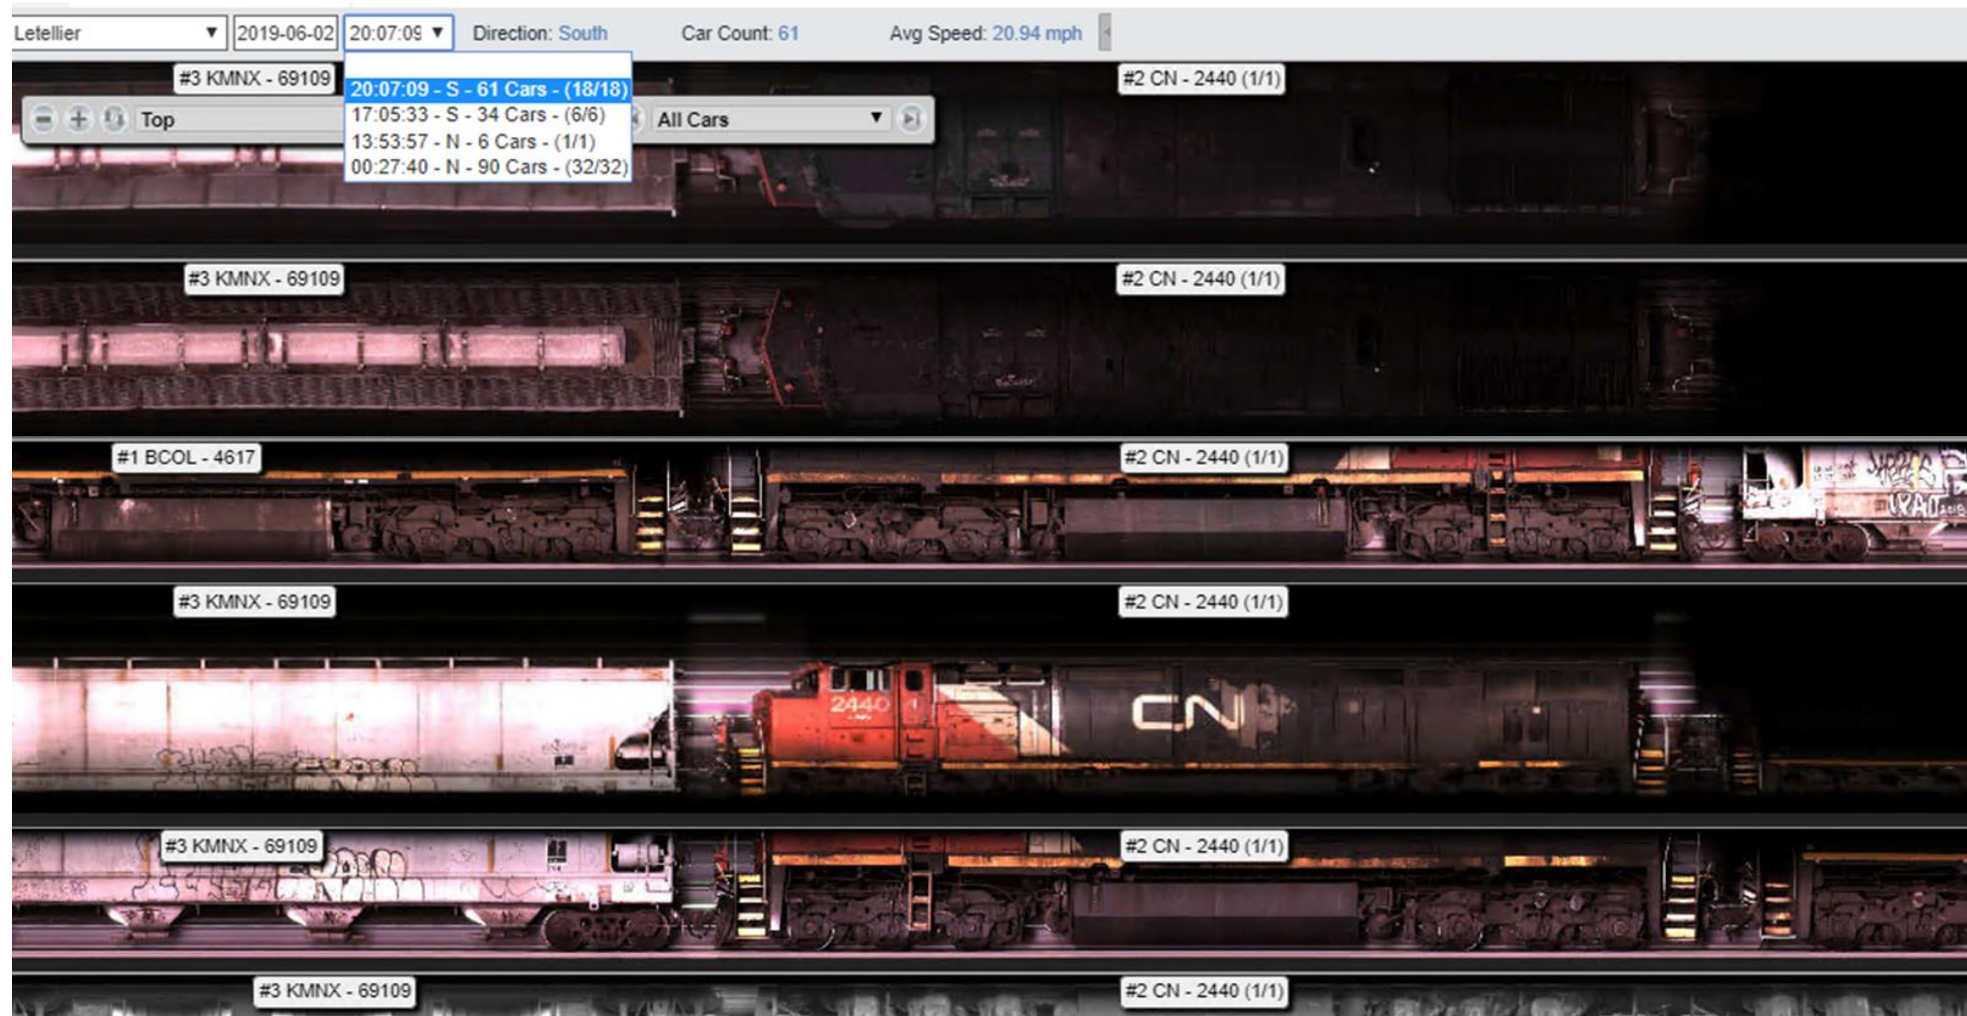 Letellier 2019-06-02 20:07:09 Direction: South Car Count: 61 Avg Speed: 20.94 mph
#3 KMNX - 69109 #2 CN - 2440 (1/1)
20:07:09 - S - 61 Cars - (18/18)
17:05:33 - S - 34 Cars - (6/6)
13:53:57 - N - 6 Cars - (1/1)
00:27:40 - N - 90 Cars - (32/32)
Top All Cars
#3 KMNX - 69109 #2 CN - 2440 (1/1)
#1 BCOL - 4617 #2 CN - 2440 (1/1)
#3 KMNX - 69109 #2 CN - 2440 (1/1)
2440
CN
#3 KMNX - 69109 #2 CN - 2440 (1/1)
#3 KMNX - 69109 #2 CN - 2440 (1/1)